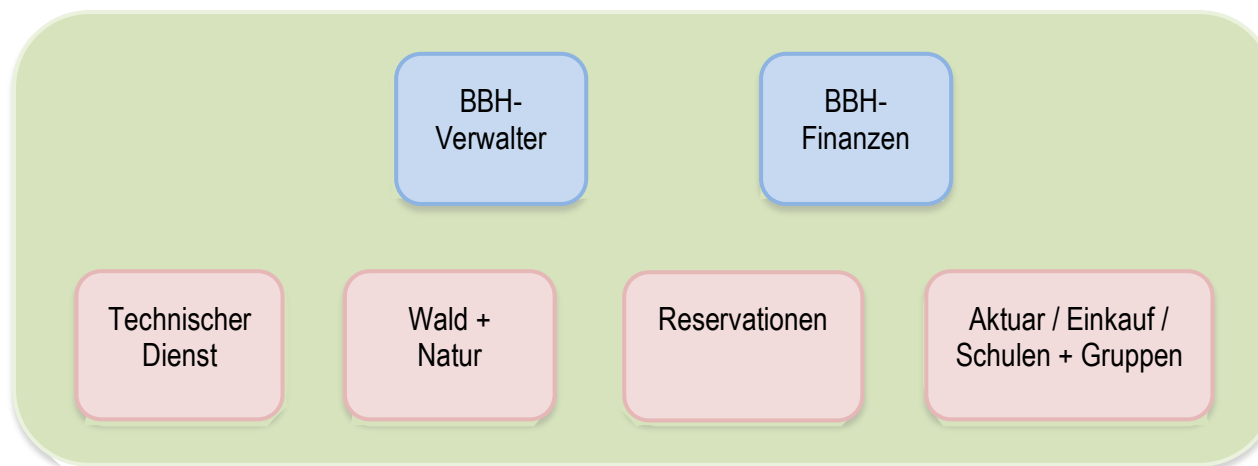 BBH-
Verwalter
BBH-
Finanzen
Technischer
Dienst
Wald +
Natur
Reservationen
Aktuar / Einkauf /
Schulen + Gruppen